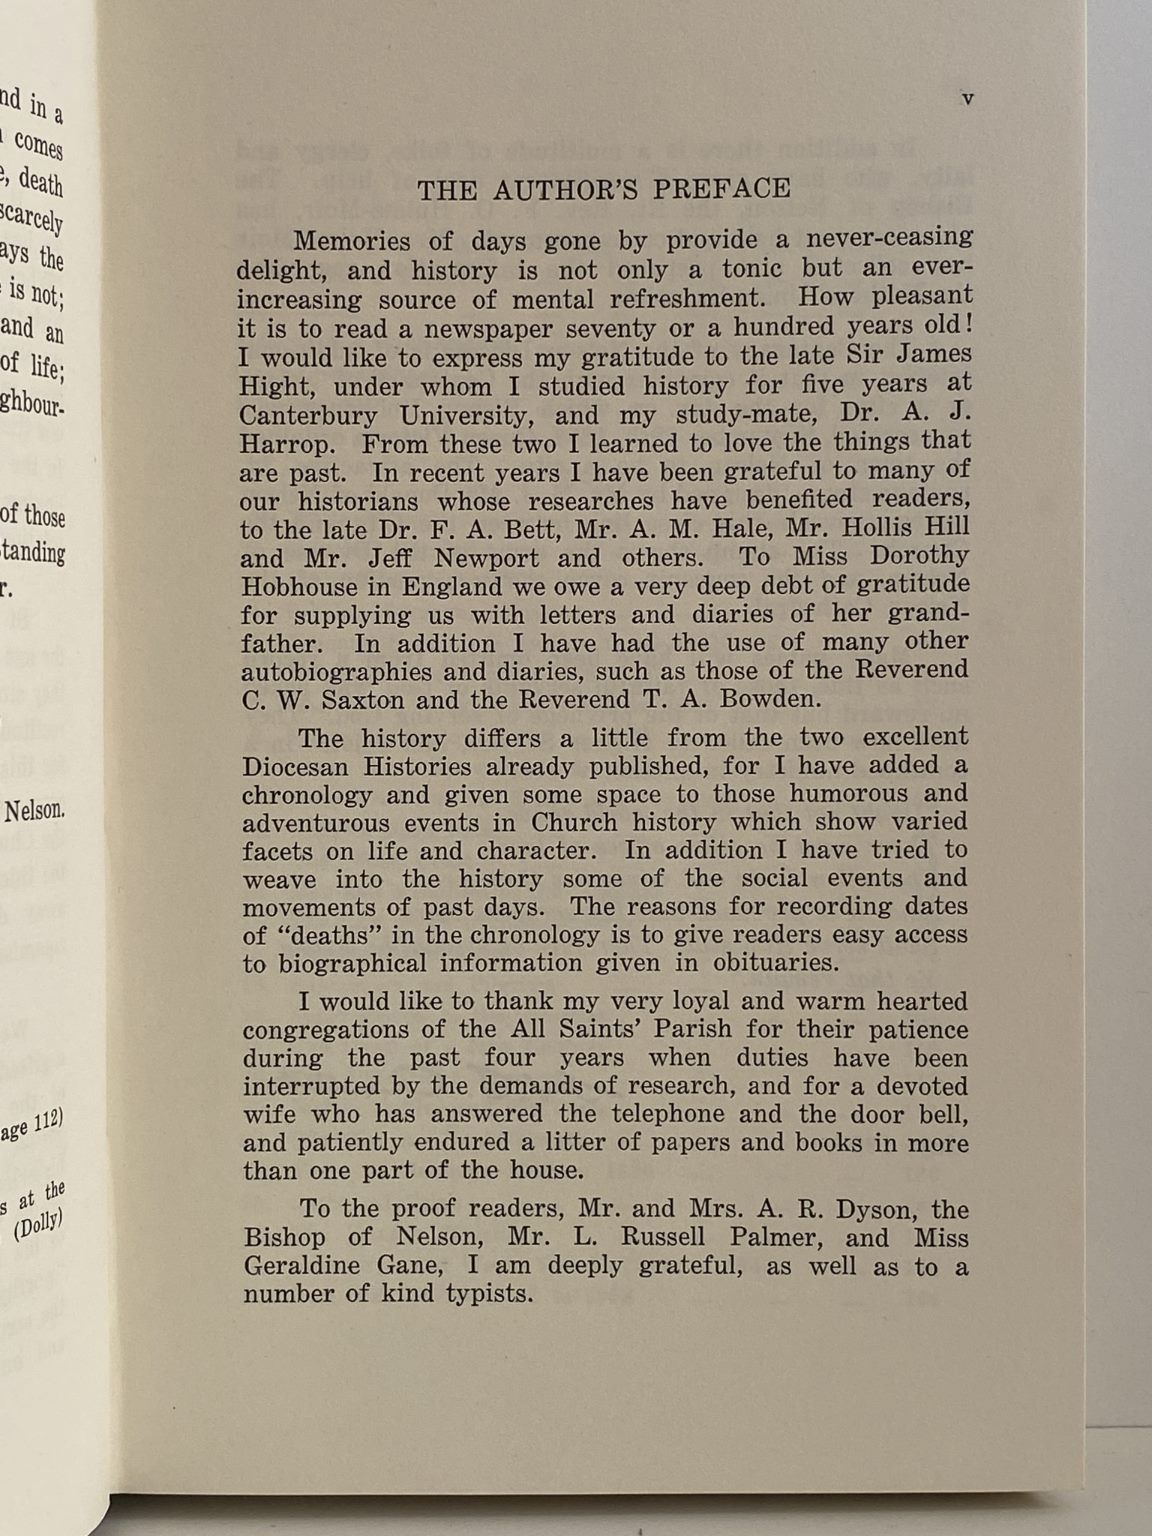 nd in a
comes
, death
scarcely
ays the
is not;
and an
of life;
ghbour-
of those
tanding
r.
Nelson.
age 112)
s at the
(Dolly)
v
THE AUTHOR'S PREFACE
Memories of days gone by provide a never-ceasing
delight, and history is not only a tonic but an ever-
increasing source of mental refreshment. How pleasant
it is to read a newspaper seventy or a hundred years old!
I would like to express my gratitude to the late Sir James
Hight, under whom I studied history for five years at
Canterbury University, and my study-mate, Dr. A. J.
Harrop. From these two I learned to love the things that
are past. In recent years I have been grateful to many of
our historians whose researches have benefited readers,
to the late Dr. F. A. Bett, Mr. A. M. Hale, Mr. Hollis Hill
and Mr. Jeff Newport and others. To Miss Dorothy
Hobhouse in England we owe a very deep debt of gratitude
for supplying us with letters and diaries of her grand-
father. In addition I have had the use of many other
autobiographies and diaries, such as those of the Reverend
C. W. Saxton and the Reverend T. A. Bowden.
The history differs a little from the two excellent
Diocesan Histories already published, for I have added a
chronology and given some space to those humorous and
adventurous events in Church history which show varied
facets on life and character. In addition I have tried to
weave into the history some of the social events and
movements of past days. The reasons for recording dates
of "deaths" in the chronology is to give readers easy access
to biographical information given in obituaries.
I would like to thank my very loyal and warm hearted
congregations of the All Saints' Parish for their patience
during the past four years when duties have been
interrupted by the demands of research, and for a devoted
wife who has answered the telephone and the door bell,
and patiently endured a litter of papers and books in more
than one part of the house.
To the proof readers, Mr. and Mrs. A. R. Dyson, the
Bishop of Nelson, Mr. L. Russell Palmer, and Miss
Geraldine Gane, I am deeply grateful, as well as to a
number of kind typists.